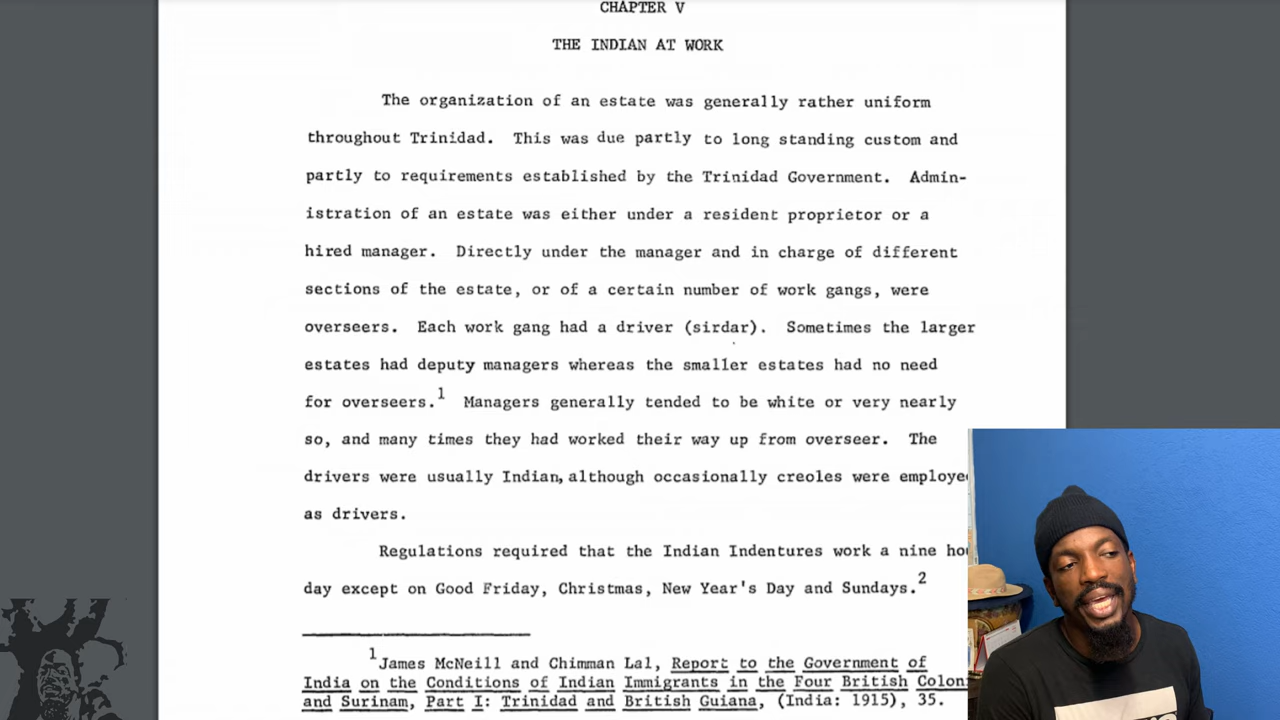 CHAPTER V
THE INDIAN AT WORK
The organization of an estate was generally rather uniform
throughout Trinidad. This was due partly to long standing custom and
partly to requirements established by the Trinidad Government. Admin-
istration of an estate was either under a resident proprietor or a
hired manager. Directly under the manager and in charge of different
sections of the estate, or of a certain number of work gangs, were
overseers. Each work gang had a driver (sirdar). Sometimes the larger
estates had deputy managers whereas the smaller estates had no need
for overseers.1 Managers generally tended to be white or very nearly
so, and many times they had worked their way up from overseer. The
drivers were usually Indian, although occasionally creoles were employe
as drivers.
Regulations required that the Indian Indentures work a nine ho
day except on Good Friday, Christmas, New Year's Day and Sundays.2
1James McNeill and Chimman Lal, Report to the Government of
India on the Conditions of Indian Immigrants in the Four British Colon
and Surinam, Part I: Trinidad and British Guiana, (India: 1915), 35.